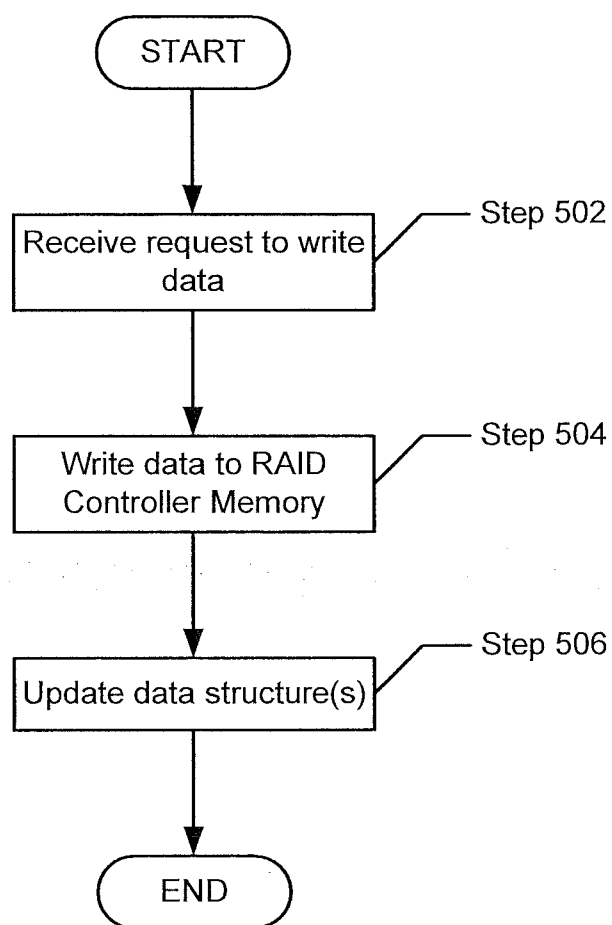 START
Step 502
Receive request to write
data
Step 504
Write data to RAID
Controller Memory
Step 506
Update data structure(s)
END